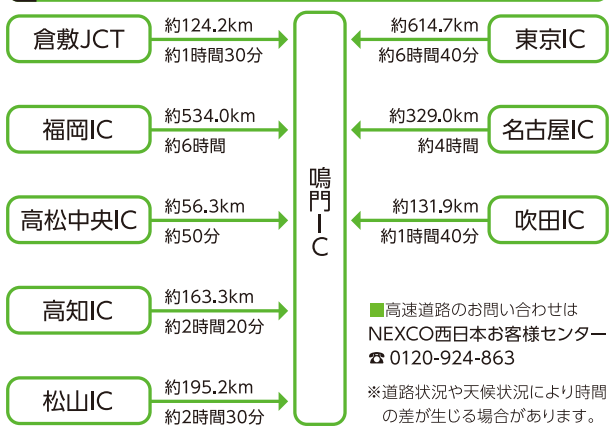 倉敷JCT
約124.2km
約1時間30分
福岡IC
約534.0km
約6時間
高松中央IC
約56.3km
約50分
高知IC
約163.3km
約2時間20分
松山IC
約195.2km
約2時間30分
鳴門IC
約614.7km
約6時間40分
東京IC
約329.0km
約4時間
名古屋IC
約131.9km
約1時間40分
吹田IC
■高速道路のお問い合わせは
NEXCO西日本お客様センター
☎ 0120-924-863
※道路状況や天候状況により時間
の差が生じる場合があります。